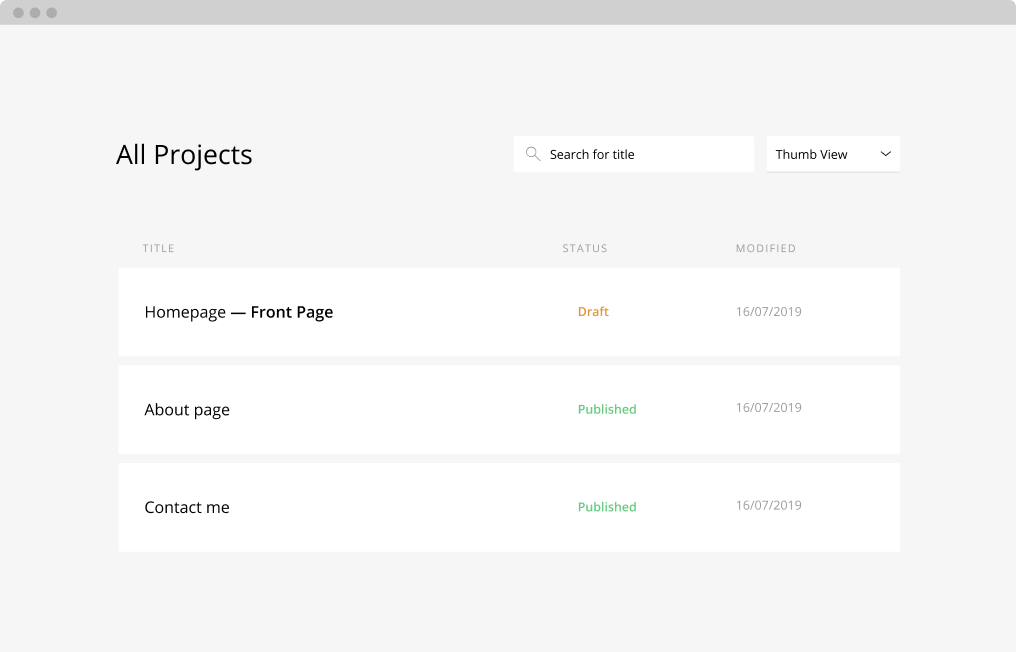 All Projects
Search for title
Thumb View
TITLE STATUS MODIFIED
Homepage — Front Page Draft 16/07/2019
About page Published 16/07/2019
Contact me Published 16/07/2019